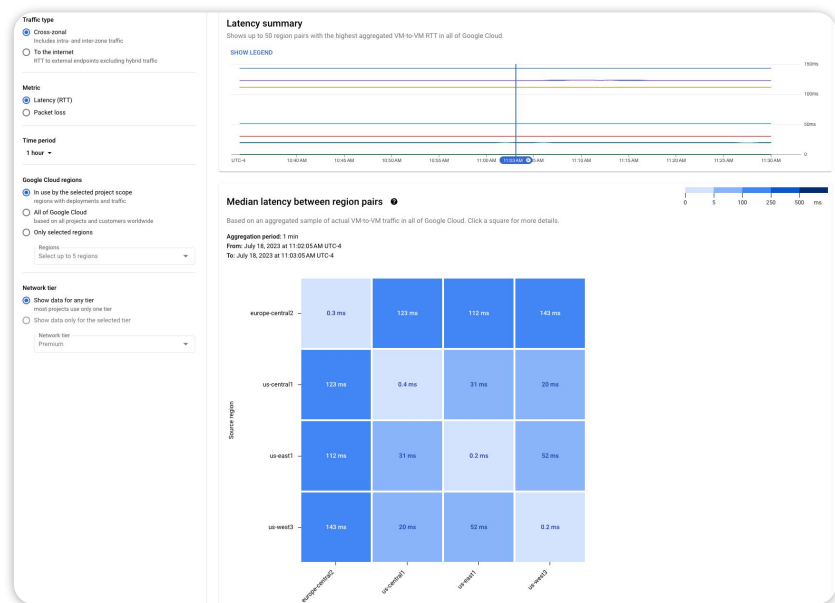 Traffic type
Cross-zonal
Includes intra- and inter-zone traffic
To the internet
RTT to external endpoints excluding hybrid traffic
Metric
Latency (RTT)
Packet loss
Time period
1 hour
Google Cloud regions
In use by the selected project scope
regions with deployments and traffic
All of Google Cloud
based on all projects and customers worldwide
Only selected regions
Regions
Select up to 5 regions
Network tier
Show data for any tier
most projects use only one tier
Show data only for the selected tier
Network tier
Premium
Latency summary
Shows up to 50 region pairs with the highest aggregated VM-to-VM RTT in all of Google Cloud.
SHOW LEGEND
150ms
100ms
50ms
0
UTC-4 10:40 AM 10:45 AM 10:50 AM 10:55 AM 11:00 AM 11:03 AM 5 AM 11:10 AM 11:15 AM 11:20 AM 11:25 AM 11:30 AM
Median latency between region pairs
0 5 100 250 500 ms
Based on an aggregated sample of actual VM-to-VM traffic in all of Google Cloud. Click a square for more details.
Aggregation period: 1 min
From: July 18, 2023 at 11:02:05 AM UTC-4
To: July 18, 2023 at 11:03:05 AM UTC-4
Source region
europe-central2 0.3 ms 123 ms 112 ms 143 ms
us-central1 123 ms 0.4 ms 31 ms 20 ms
us-east1 112 ms 31 ms 0.2 ms 52 ms
us-west3 143 ms 20 ms 52 ms 0.2 ms
europe-central2 us-central1 us-east1 us-west3